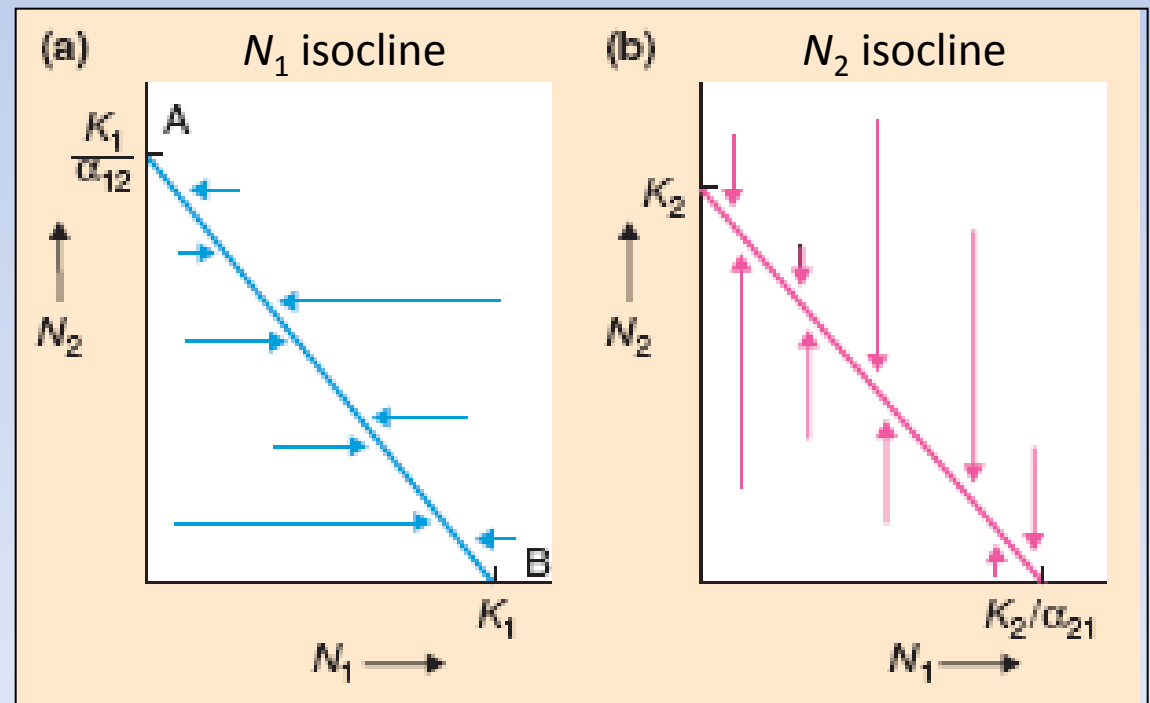 (a) N₁ isocline
K₁
α₁₂
A
N₂
B
K₁
N₁
(b) N₂ isocline
K₂
N₂
K₂/α₂₁
N₁